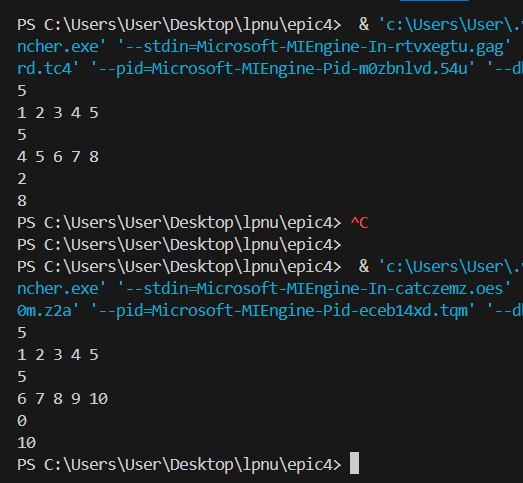 PS C:\Users\User\Desktop\lpnu\epic4>  & 'c:\Users\User\.v
ncher.exe' '--stdin=Microsoft-MIEngine-In-rtvxegtu.gag'
rd.tc4' '--pid=Microsoft-MIEngine-Pid-m0zbnlvd.54u' '--db
5
1 2 3 4 5
5
4 5 6 7 8
2
8
PS C:\Users\User\Desktop\lpnu\epic4> ^C
PS C:\Users\User\Desktop\lpnu\epic4>
PS C:\Users\User\Desktop\lpnu\epic4>  & 'c:\Users\User\.v
ncher.exe' '--stdin=Microsoft-MIEngine-In-catczemz.oes'
0m.z2a' '--pid=Microsoft-MIEngine-Pid-eceb14xd.tqm' '--db
5
1 2 3 4 5
5
6 7 8 9 10
0
10
PS C:\Users\User\Desktop\lpnu\epic4>